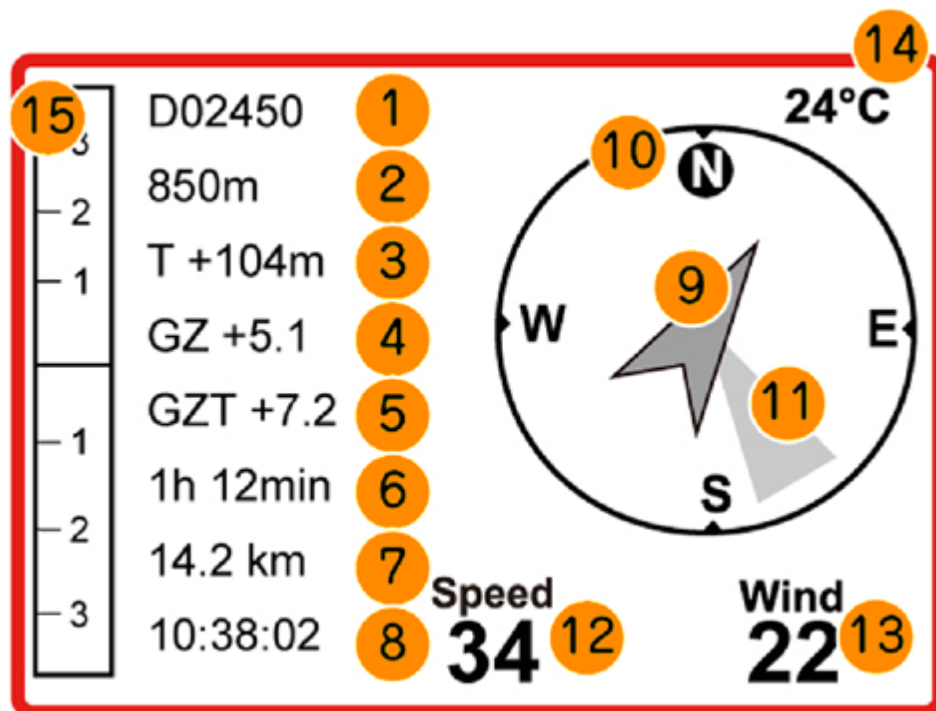 14
24°C
15
3
2
1
1
2
3
D02450 1
850m 2
T +104m 3
GZ +5.1 4
GZT +7.2 5
1h 12min 6
14.2 km 7
10:38:02 8
10
N
9
W
E
11
S
Speed
34 12
Wind
22 13